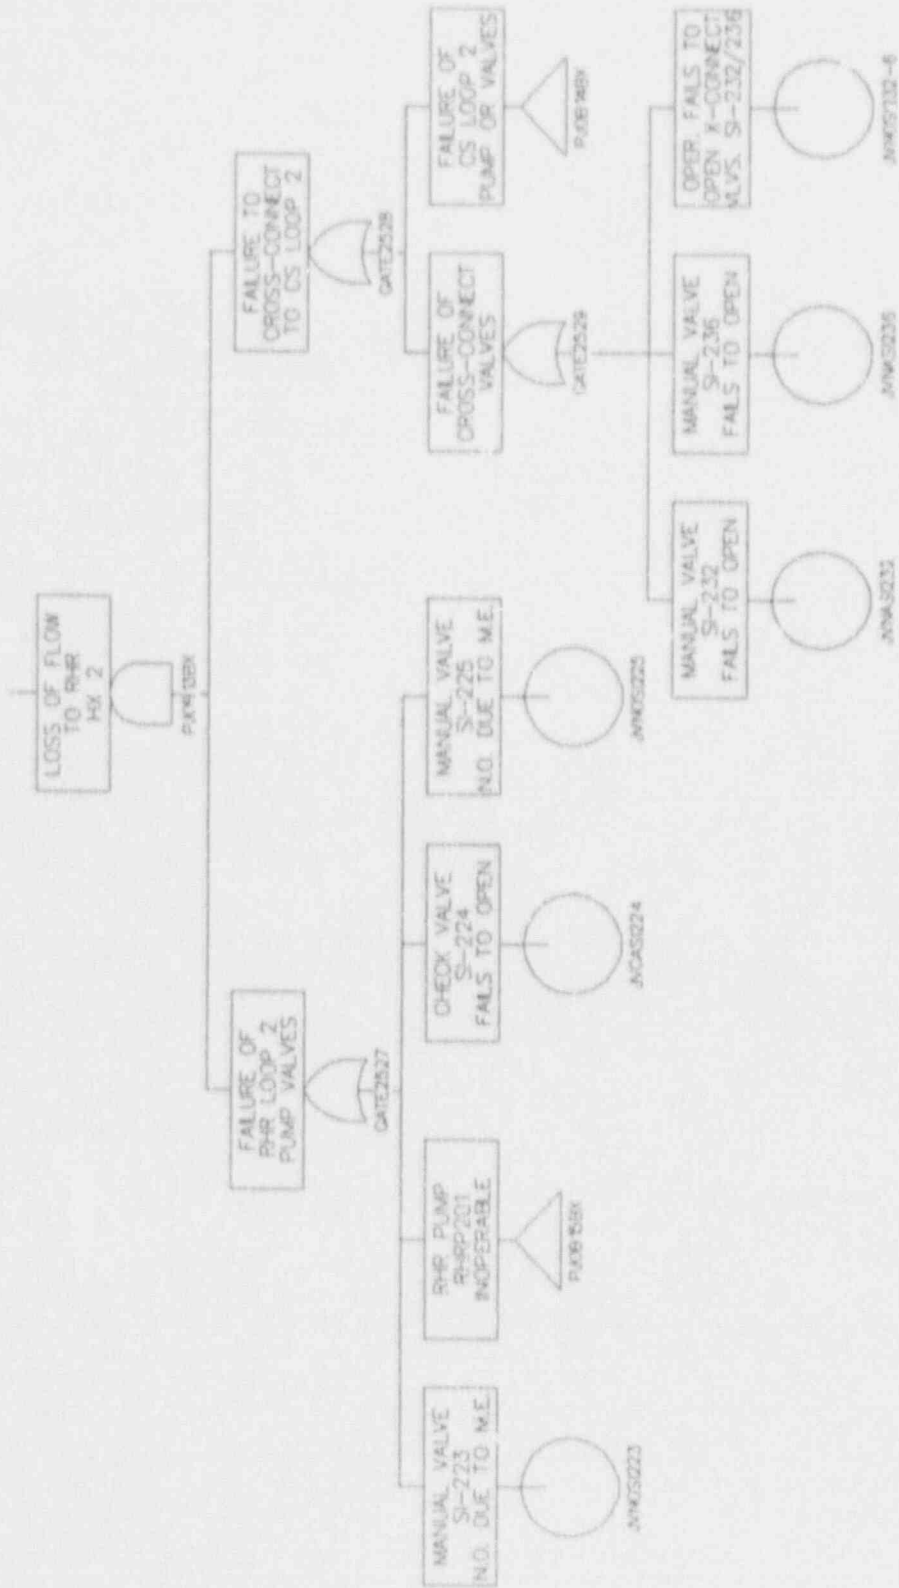 LOSS OF FLOW
TO RHR
HX 2
FAILURE OF
RHR LOOP 2
PUMP VALVES
GATE2527
FAILURE TO
CROSS-CONNECT
TO CS LOOP 2
GATE2528
MANUAL VALVE
SI-223
N.O. DUE TO M.E.
RHR PUMP
RHRP201
INOPERABLE
CHECK VALVE
SI-224
FAILS TO OPEN
MANUAL VALVE
SI-225
N.O. DUE TO M.E.
FAILURE OF
CROSS-CONNECT
VALVES
GATE2529
FAILURE OF
CS LOOP 2
PUMP OR VALVES
MANUAL VALVE
SI-232
FAILS TO OPEN
MANUAL VALVE
SI-236
FAILS TO OPEN
OPER. FAILS TO
OPEN X-CONNECT
VLVS. SI-232/236